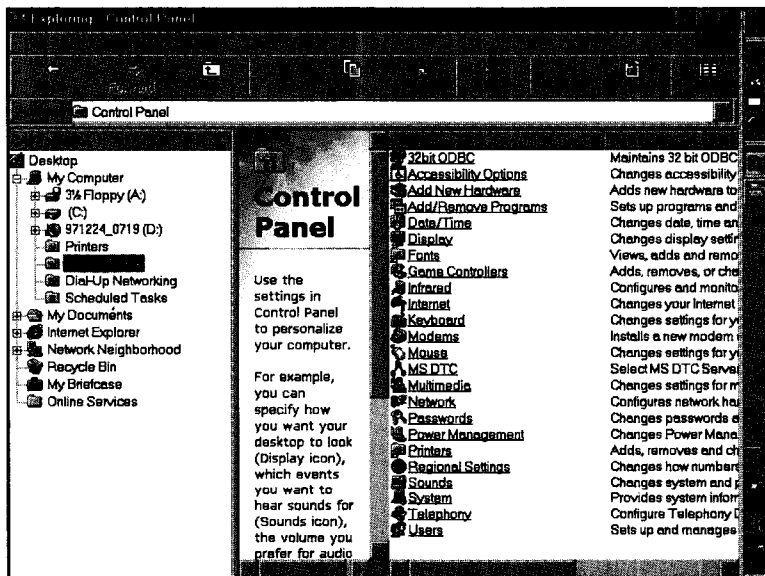 Exploring - Control Panel
Control Panel
Desktop
My Computer
3½ Floppy (A:)
(C:)
971224_0719 (D:)
Printers
Dial-Up Networking
Scheduled Tasks
My Documents
Internet Explorer
Network Neighborhood
Recycle Bin
My Briefcase
Online Services
Control
Panel
Use the
settings in
Control Panel
to personalize
your computer.
For example,
you can
specify how
you want your
desktop to look
(Display icon),
which events
you want to
hear sounds for
(Sounds icon),
the volume you
prefer for audio
32bit ODBC Maintains 32 bit ODBC
Accessibility Options Changes accessibility
Add New Hardware Adds new hardware to
Add/Remove Programs Sets up programs and
Date/Time Changes date, time an
Display Changes display settin
Fonts Views, adds and remo
Game Controllers Adds, removes, or cha
Infrared Configures and monito
Internet Changes your Internet
Keyboard Changes settings for y
Modems Installs a new modem
Mouse Changes settings for y
MS DTC Select MS DTC Server
Multimedia Changes settings for m
Network Configures network har
Passwords Changes passwords a
Power Management Changes Power Mana
Printers Adds, removes and ch
Regional Settings Changes how numbers
Sounds Changes system and p
System Provides system inform
Telephony Configure Telephony D
Users Sets up and manages